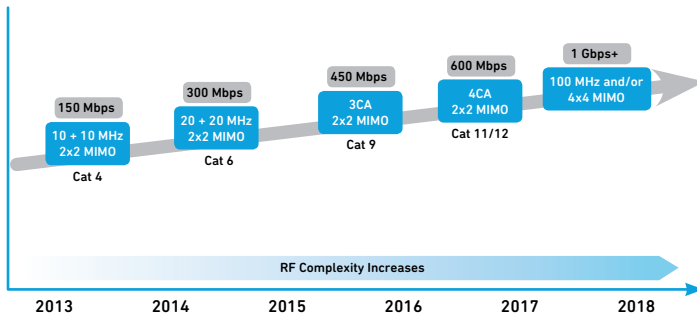 150 Mbps
10 + 10 MHz
2x2 MIMO
Cat 4
300 Mbps
20 + 20 MHz
2x2 MIMO
Cat 6
450 Mbps
3CA
2x2 MIMO
Cat 9
600 Mbps
4CA
2x2 MIMO
Cat 11/12
1 Gbps+
100 MHz and/or
4x4 MIMO
RF Complexity Increases
2013 2014 2015 2016 2017 2018